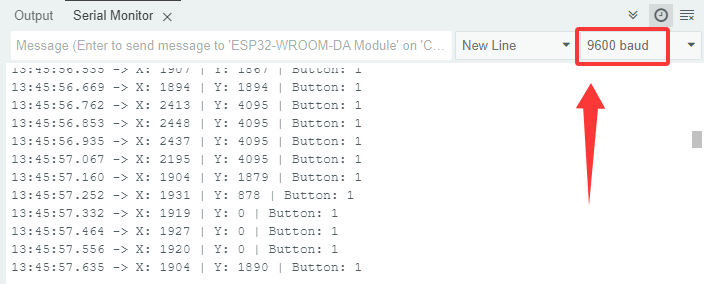 Output Serial Monitor
Message (Enter to send message to 'ESP32-WROOM-DA Module' on 'C... New Line 9600 baud
13:45:56.535 -> X: 1907 | Y: 1867 | Button: 1
13:45:56.669 -> X: 1894 | Y: 1894 | Button: 1
13:45:56.762 -> X: 2413 | Y: 4095 | Button: 1
13:45:56.853 -> X: 2448 | Y: 4095 | Button: 1
13:45:56.935 -> X: 2437 | Y: 4095 | Button: 1
13:45:57.067 -> X: 2195 | Y: 4095 | Button: 1
13:45:57.160 -> X: 1904 | Y: 1879 | Button: 1
13:45:57.252 -> X: 1931 | Y: 878 | Button: 1
13:45:57.332 -> X: 1919 | Y: 0 | Button: 1
13:45:57.464 -> X: 1927 | Y: 0 | Button: 1
13:45:57.556 -> X: 1920 | Y: 0 | Button: 1
13:45:57.635 -> X: 1904 | Y: 1890 | Button: 1